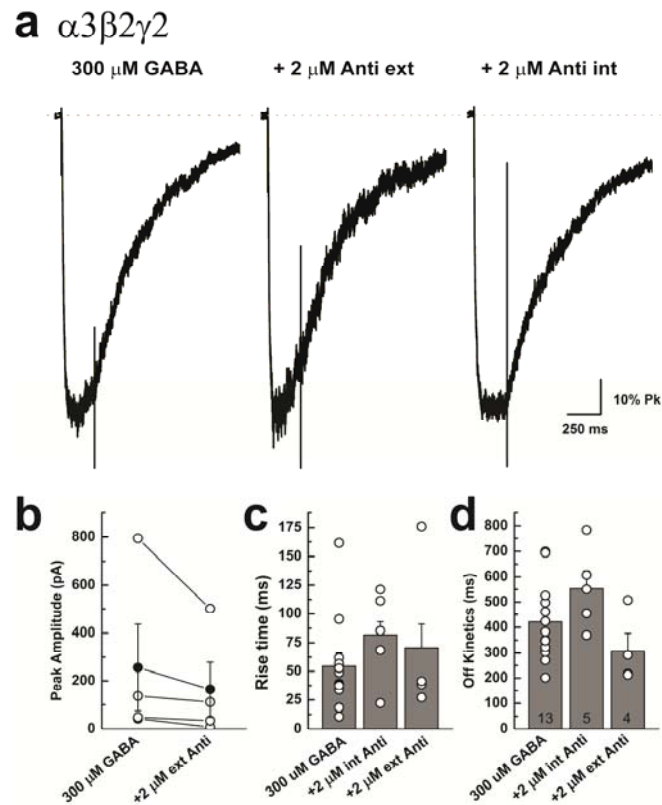 a α3β2γ2
300 μM GABA + 2 μM Anti ext + 2 μM Anti int
10% Pk
250 ms
b c d
Peak Amplitude (pA)
800
600
400
200
0
300 μM GABA
+2 μM ext Anti
Rise time (ms)
175
150
125
100
75
50
25
0
300 uM GABA
+2 μM int Anti
+2 μM ext Anti
Off Kinetics (ms)
800
700
600
500
400
300
200
100
0
13 5 4
300 μM GABA
+2 μM int Anti
+2 μM ext Anti